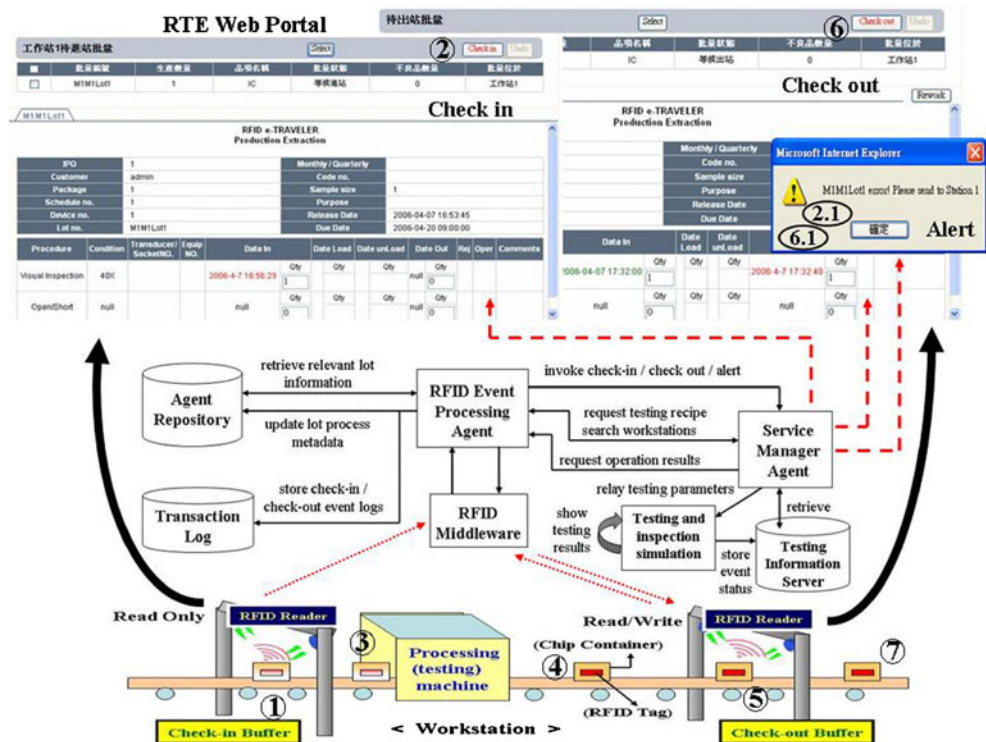 RTE Web Portal
待出站批量
Select
⑥
Check out
Undo
工作站1待進站批量
Select
②
Check in
Undo
批量編號 生產數量 品項名稱 批量狀態 不良品數量 批量位於
M1M1Lot1 1 IC 等候進站 0 工作站1
品項名稱 批量狀態 不良品數量 批量位於
IC 等候出站 0 工作站1
Check in
Check out
Rework
M1M1Lot1
RFID e-TRAVELER
Production Extraction
IPO 1 Monthly / Quarterly
Customer admin Code no.
Package 1 Sample size 1
Schedule no. 1 Purpose
Device no. 1 Release Date 2006-04-07 16:53:45
Lot no. M1M1Lot1 Due Date 2006-04-20 09:00:00
Procedure Condition Transducer/ SocketNO. Equip NO. Data In Date Load Date unLoad Date Out Rej Oper Comments
Visual Inspection 40X 2006-4-7 16:56:29 Qty 1 Qty Qty null Qty 0
Open/Short null null Qty 0 Qty Qty null Qty 0
RFID e-TRAVELER
Production Extraction
Monthly / Quarterly
Code no.
Sample size
Purpose
Release Date
Due Date
Data In Date Load Date unLoad
2006-04-07 17:32:00 Qty 1 Qty Qty 2006-4-7 17:32:40 Qty 1
null Qty 0 Qty Qty null Qty 0
Microsoft Internet Explorer
M1M1Lot1 error! Please send to Station 1
2.1
6.1
確定
Alert
retrieve relevant lot
information
Agent
Repository
update lot process
metadata
RFID Event
Processing
Agent
invoke check-in / check out / alert
request testing recipe
search workstations
request operation results
Service
Manager
Agent
store check-in /
check-out event logs
Transaction
Log
RFID
Middleware
relay testing parameters
show
testing
results
Testing and
inspection
simulation
retrieve
store
event
status
Testing
Information
Server
Read Only
RFID Reader
Read/Write
RFID Reader
③
Processing
(testing)
machine
④
(Chip Container)
(RFID Tag)
⑦
①
⑤
Check-in Buffer
< Workstation >
Check-out Buffer